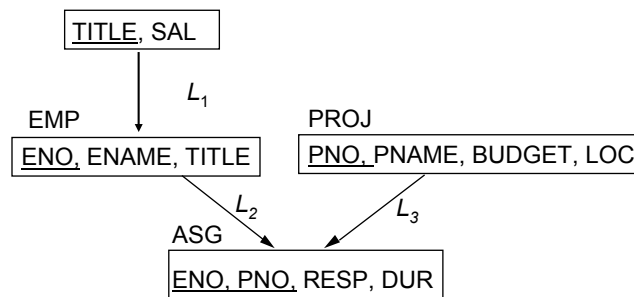 TITLE, SAL
L1
EMP
PROJ
ENO, ENAME, TITLE
PNO, PNAME, BUDGET, LOC
L2
L3
ASG
ENO, PNO, RESP, DUR